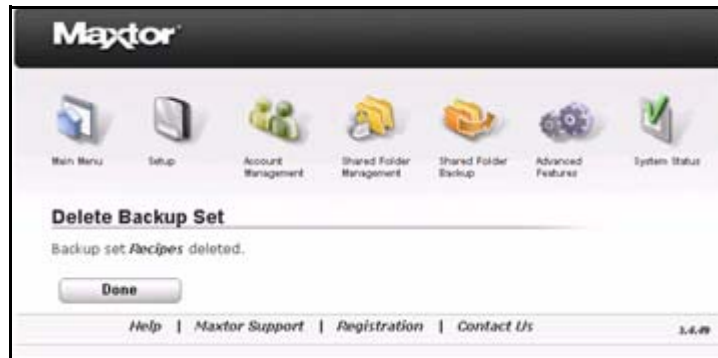 Maxtor
Main Menu
Setup
Account Management
Shared Folder Management
Shared Folder Backup
Advanced Features
System Status
Delete Backup Set
Backup set Recipes deleted.
Done
Help | Maxtor Support | Registration | Contact Us